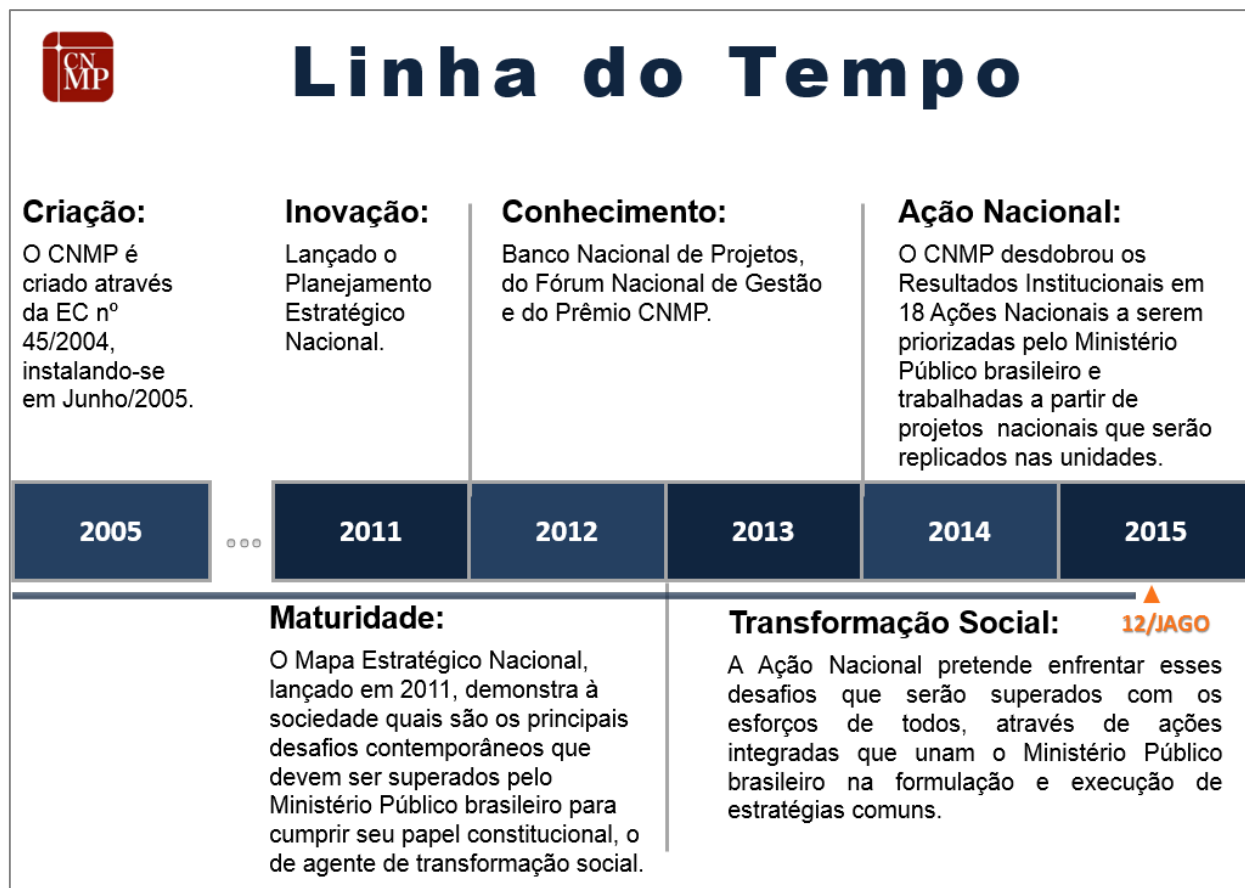 CN
MP
Linha do Tempo
Criação:
O CNMP é
criado através
da EC nº
45/2004,
instalando-se
em Junho/2005.
Inovação:
Lançado o
Planejamento
Estratégico
Nacional.
Conhecimento:
Banco Nacional de Projetos,
do Fórum Nacional de Gestão
e do Prêmio CNMP.
Ação Nacional:
O CNMP desdobrou os
Resultados Institucionais em
18 Ações Nacionais a serem
priorizadas pelo Ministério
Público brasileiro e
trabalhadas a partir de
projetos nacionais que serão
replicados nas unidades.
2005
...
2011
2012
2013
2014
2015
12/JAGO
Maturidade:
O Mapa Estratégico Nacional,
lançado em 2011, demonstra à
sociedade quais são os principais
desafios contemporâneos que
devem ser superados pelo
Ministério Público brasileiro para
cumprir seu papel constitucional, o
de agente de transformação social.
Transformação Social:
A Ação Nacional pretende enfrentar esses
desafios que serão superados com os
esforços de todos, através de ações
integradas que unam o Ministério Público
brasileiro na formulação e execução de
estratégias comuns.